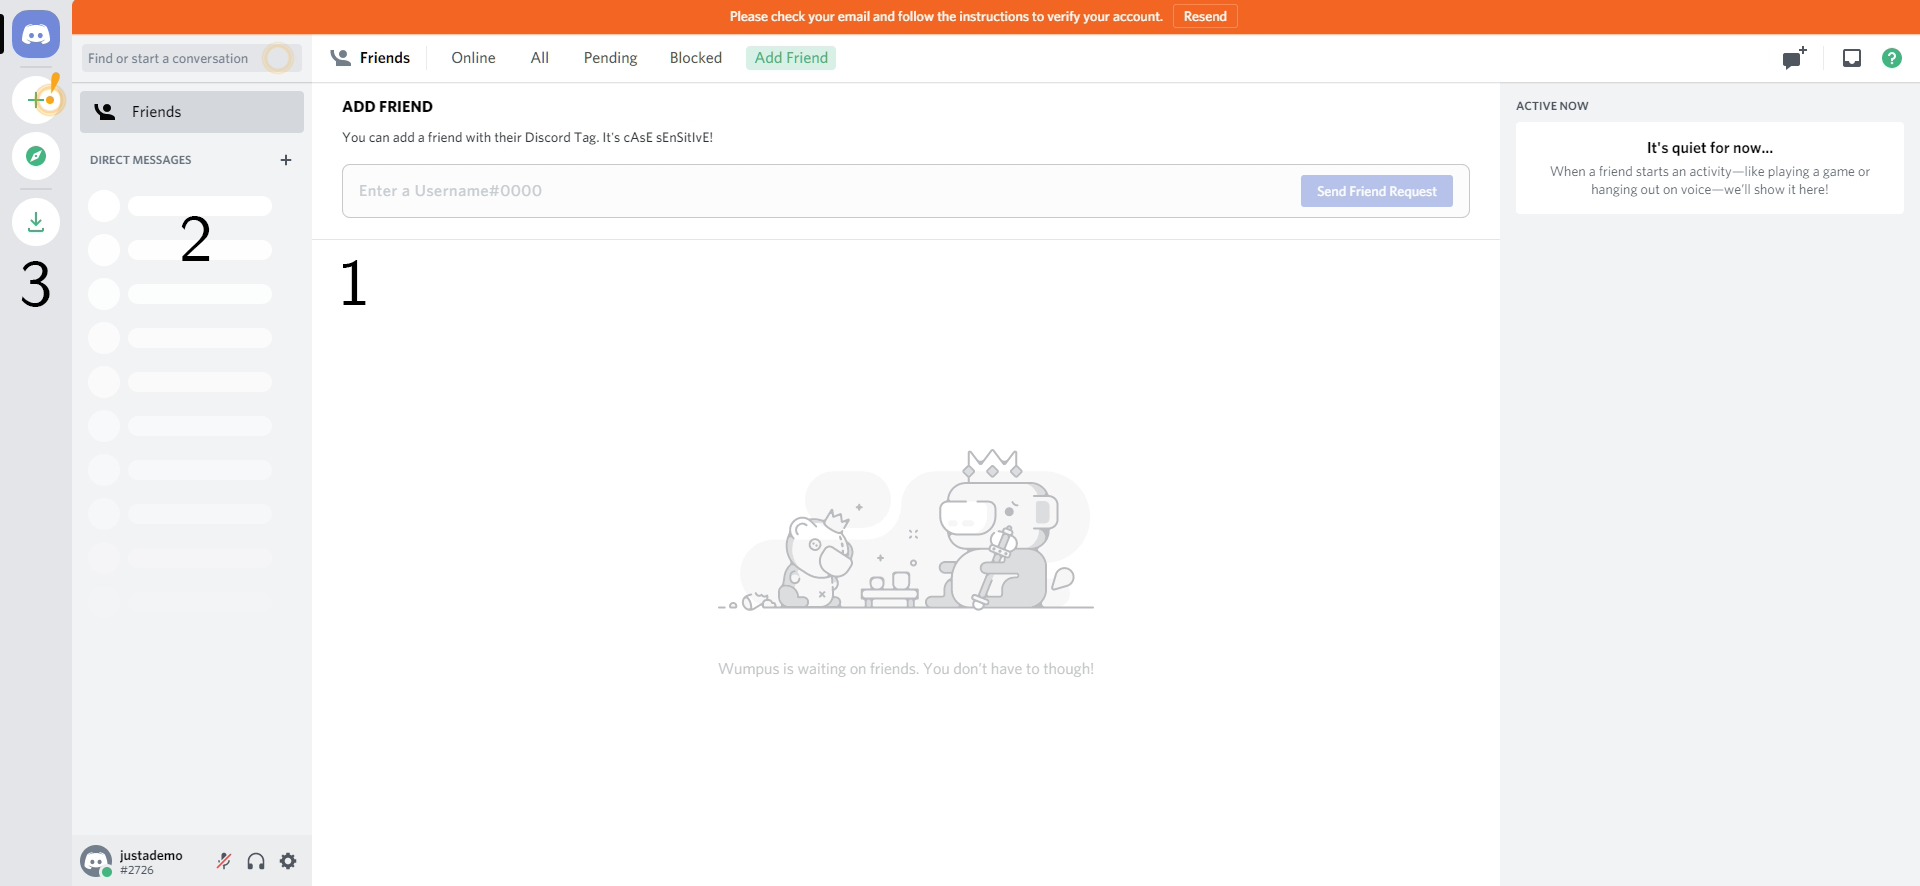 Please check your email and follow the instructions to verify your account. Resend
Find or start a conversation
Friends Online All Pending Blocked Add Friend
Friends
DIRECT MESSAGES
2
3
justademo
#2726
ADD FRIEND
You can add a friend with their Discord Tag. It's cAsE sEnSitIvE!
Enter a Username#0000 Send Friend Request
1
Wumpus is waiting on friends. You don't have to though!
ACTIVE NOW
It's quiet for now...
When a friend starts an activity—like playing a game or
hanging out on voice—we'll show it here!